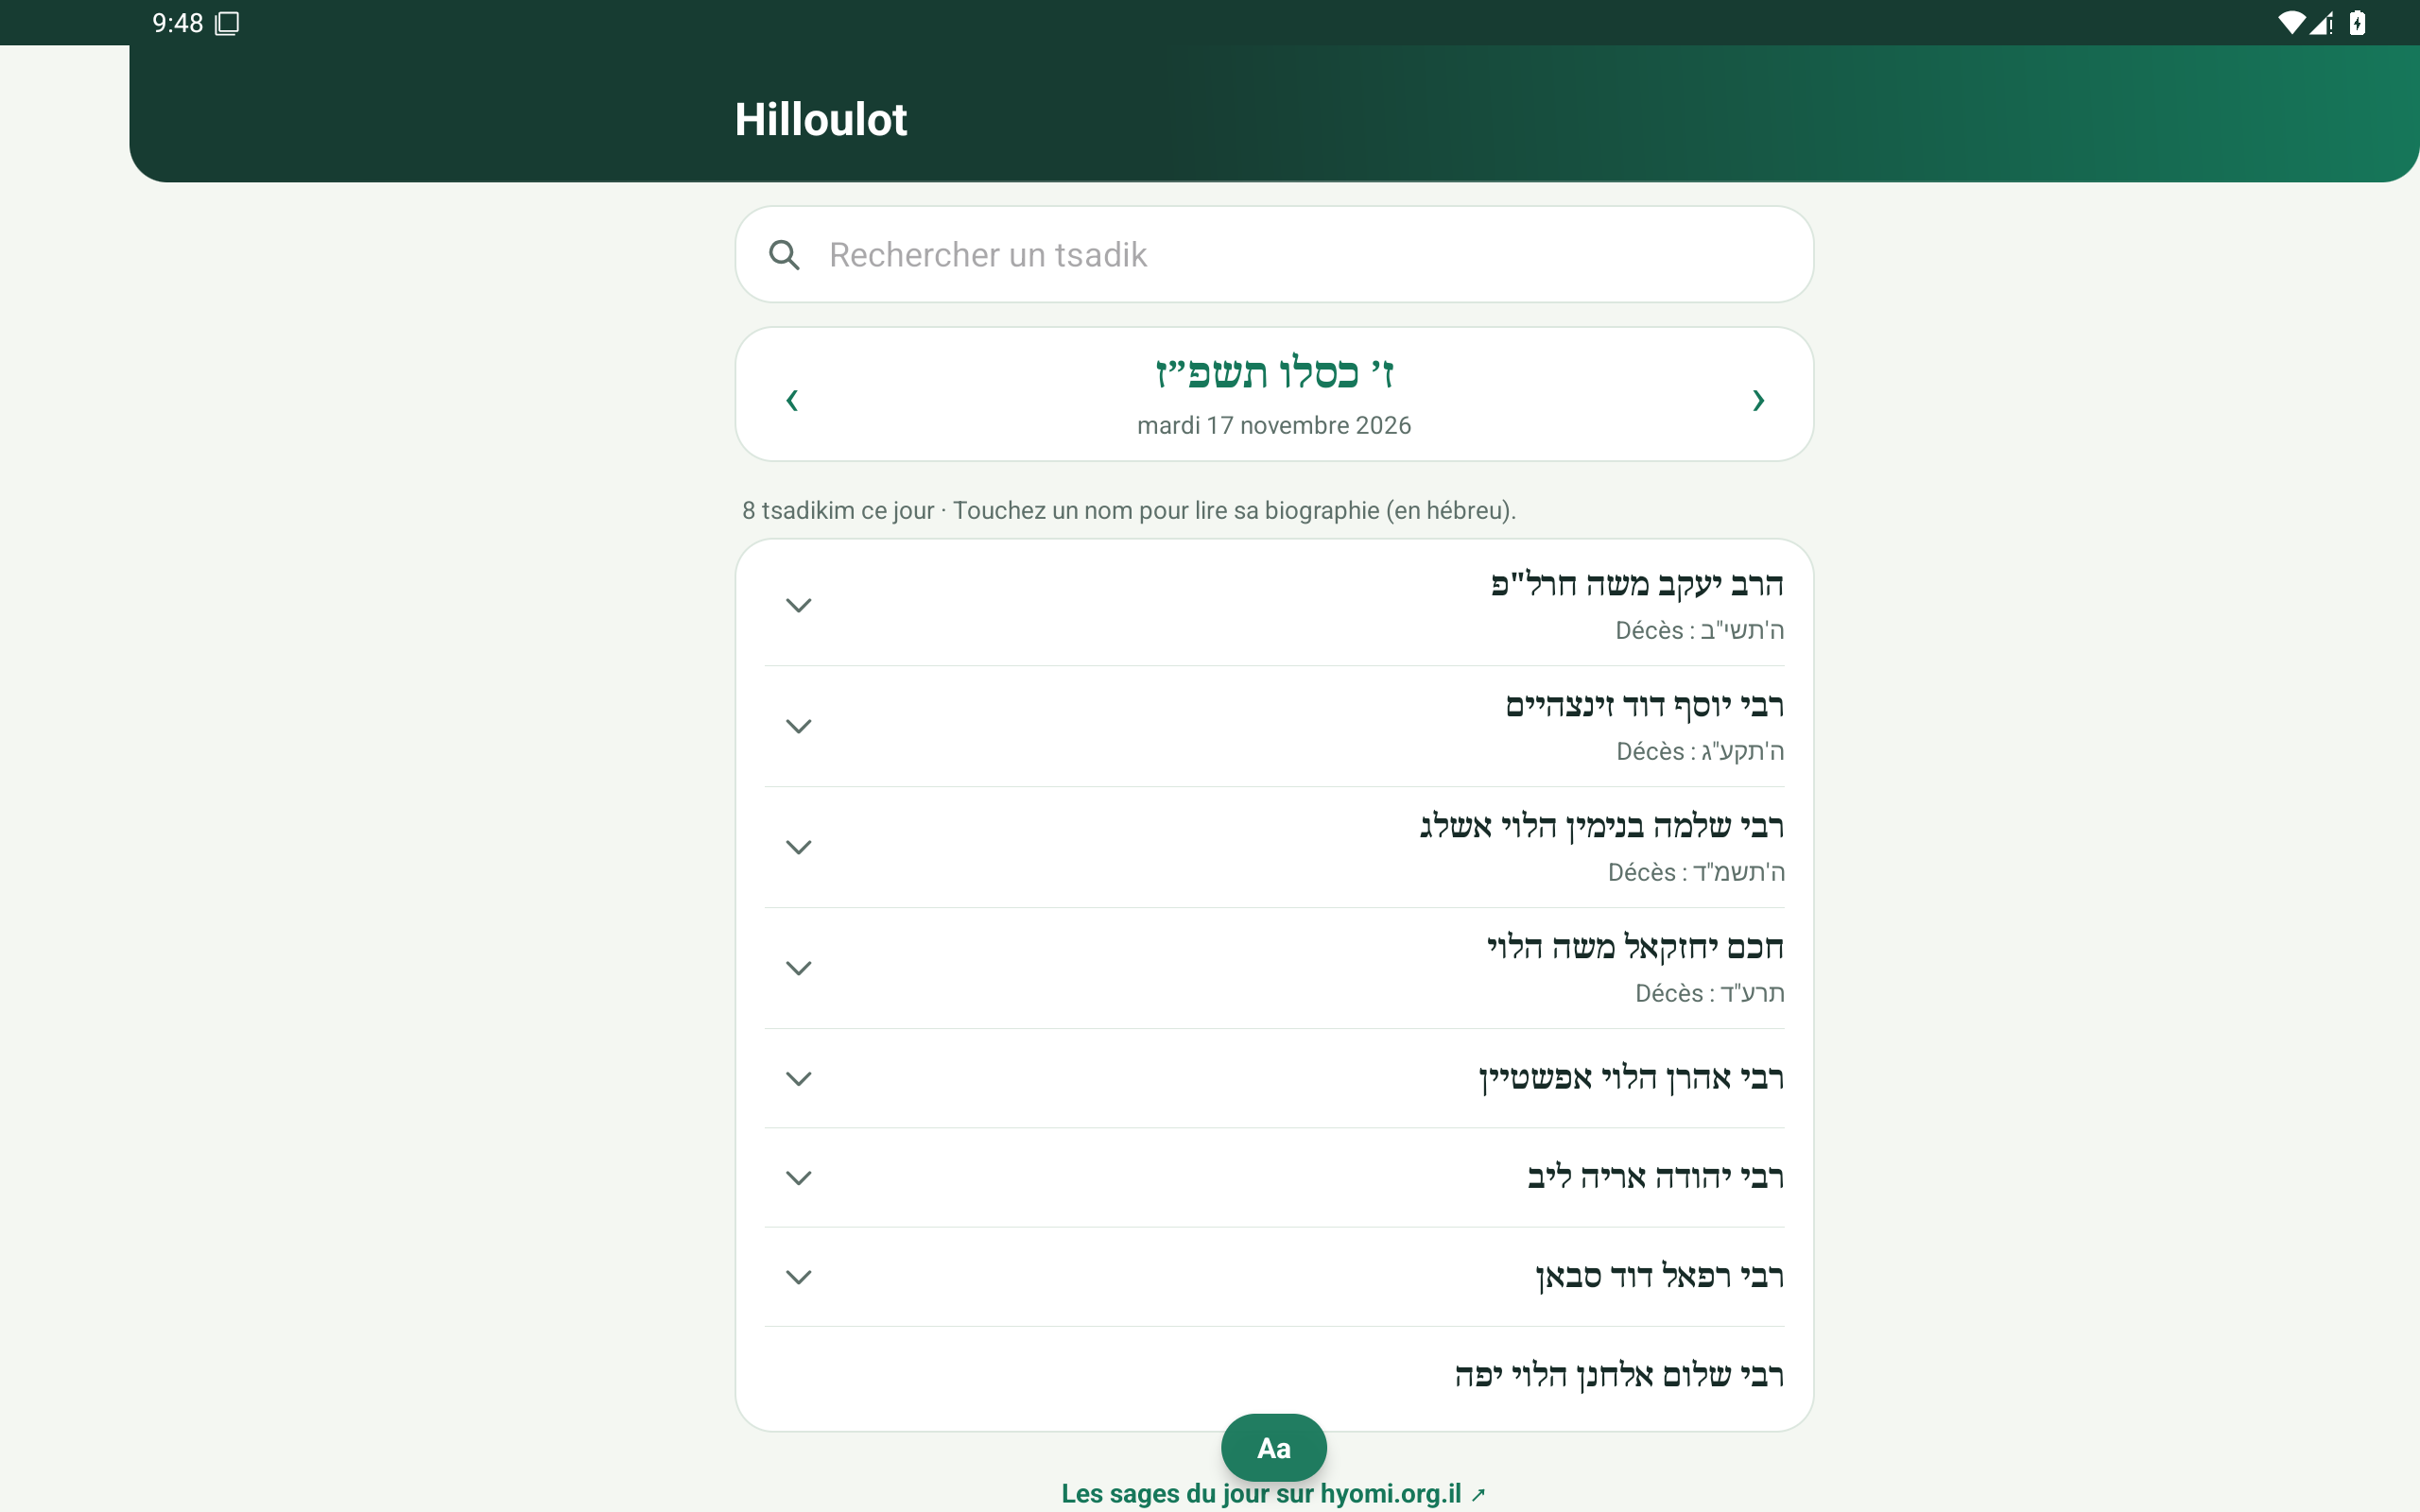 9:48
Hilloulot
Rechercher un tsadik
ז׳ כסלו תשפ״ז
mardi 17 novembre 2026
8 tsadikim ce jour · Touchez un nom pour lire sa biographie (en hébreu).
הרב יעקב משה חרל"פ
Décès : ה'תשי"ב
רבי יוסף דוד זינצהיים
Décès : ה'תקע"ג
רבי שלמה בנימין הלוי אשלג
Décès : ה'תשמ"ד
חכם יחזקאל משה הלוי
Décès : תרע"ד
רבי אהרן הלוי אפשטיין
רבי יהודה אריה ליב
רבי רפאל דוד סבאן
רבי שלום אלחנן הלוי יפה
Aa
Les sages du jour sur hyomi.org.il ↗